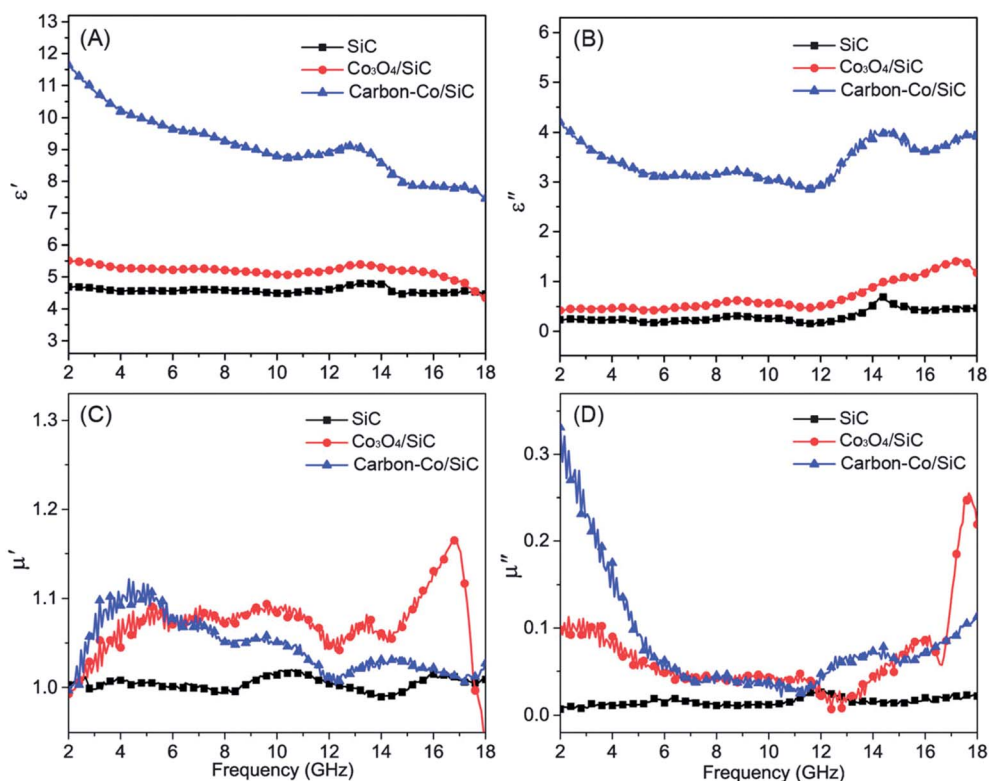 (A)
SiC
Co₃O₄/SiC
Carbon-Co/SiC
ε′
13
12
11
10
9
8
7
6
5
4
3
2 4 6 8 10 12 14 16 18
(B)
SiC
Co₃O₄/SiC
Carbon-Co/SiC
ε″
6
5
4
3
2
1
0
2 4 6 8 10 12 14 16 18
(C)
SiC
Co₃O₄/SiC
Carbon-Co/SiC
μ′
1.3
1.2
1.1
1.0
2 4 6 8 10 12 14 16 18
Frequency (GHz)
(D)
SiC
Co₃O₄/SiC
Carbon-Co/SiC
μ″
0.3
0.2
0.1
0.0
2 4 6 8 10 12 14 16 18
Frequency (GHz)